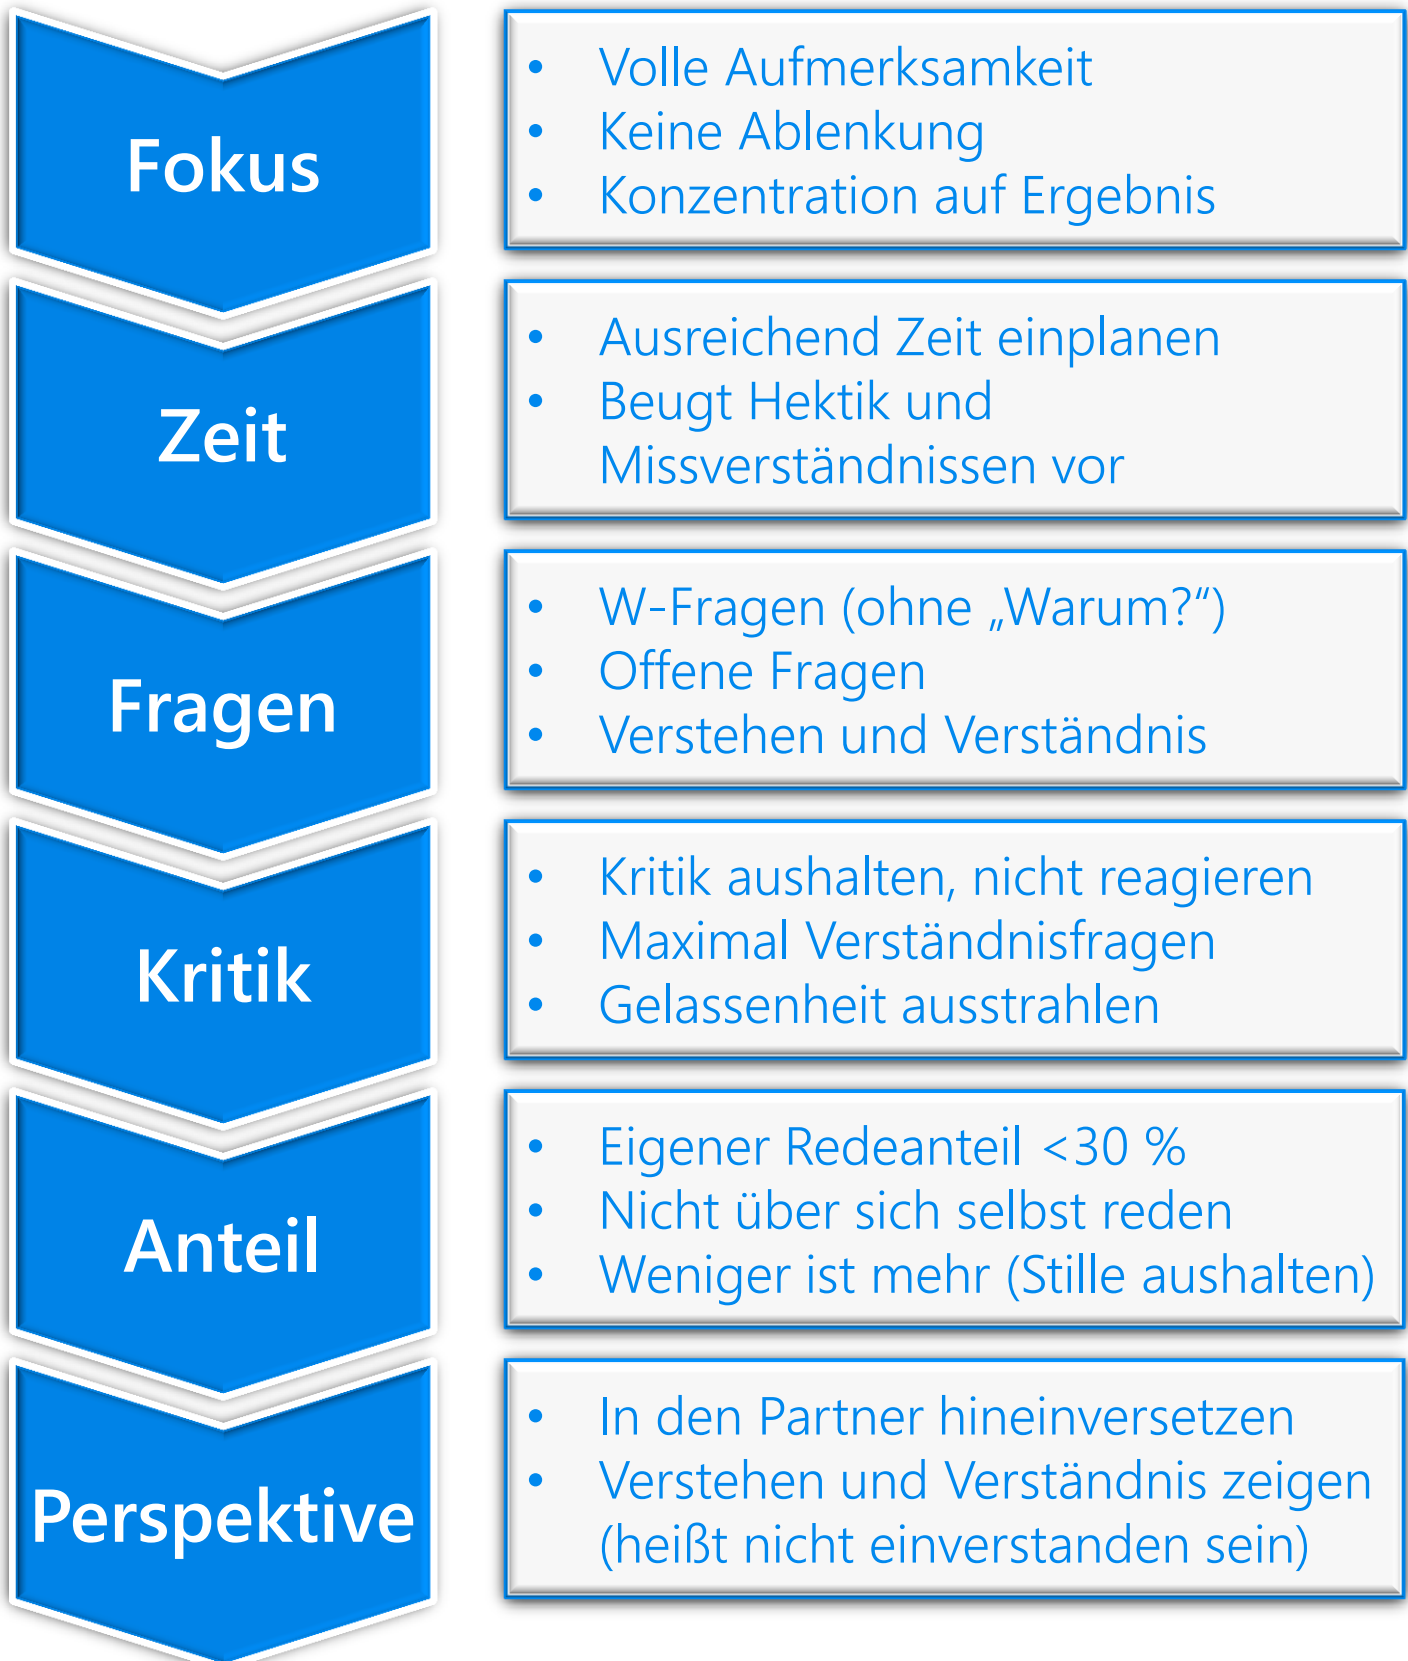 Fokus
• Volle Aufmerksamkeit
• Keine Ablenkung
• Konzentration auf Ergebnis
Zeit
• Ausreichend Zeit einplanen
• Beugt Hektik und
Missverständnissen vor
Fragen
• W-Fragen (ohne „Warum?“)
• Offene Fragen
• Verstehen und Verständnis
Kritik
• Kritik aushalten, nicht reagieren
• Maximal Verständnisfragen
• Gelassenheit ausstrahlen
Anteil
• Eigener Redeanteil <30 %
• Nicht über sich selbst reden
• Weniger ist mehr (Stille aushalten)
Perspektive
• In den Partner hineinversetzen
• Verstehen und Verständnis zeigen
(heißt nicht einverstanden sein)